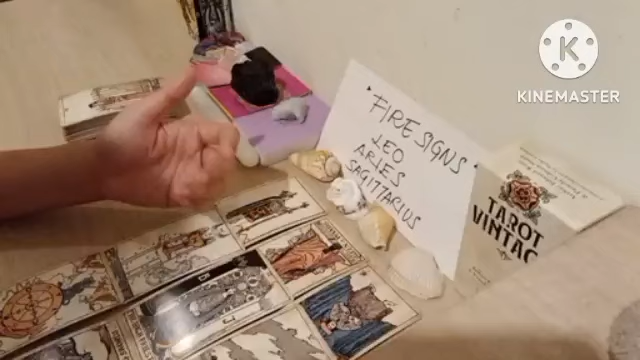 KINEMASTER
FIRE SIGNS
LEO
ARIES
SAGITTARIUS
TAROT
VINTAG